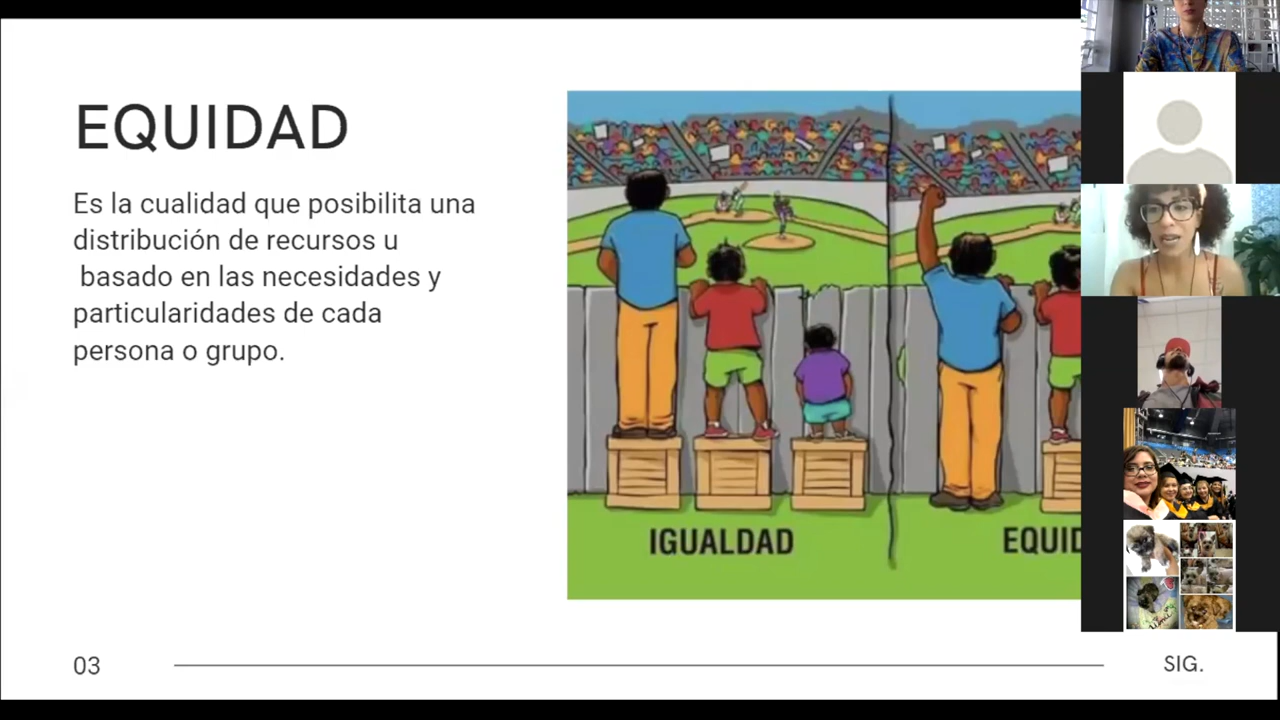 EQUIDAD
Es la cualidad que posibilita una
distribución de recursos u
basado en las necesidades y
particularidades de cada
persona o grupo.
IGUALDAD
EQUID
03
SIG.